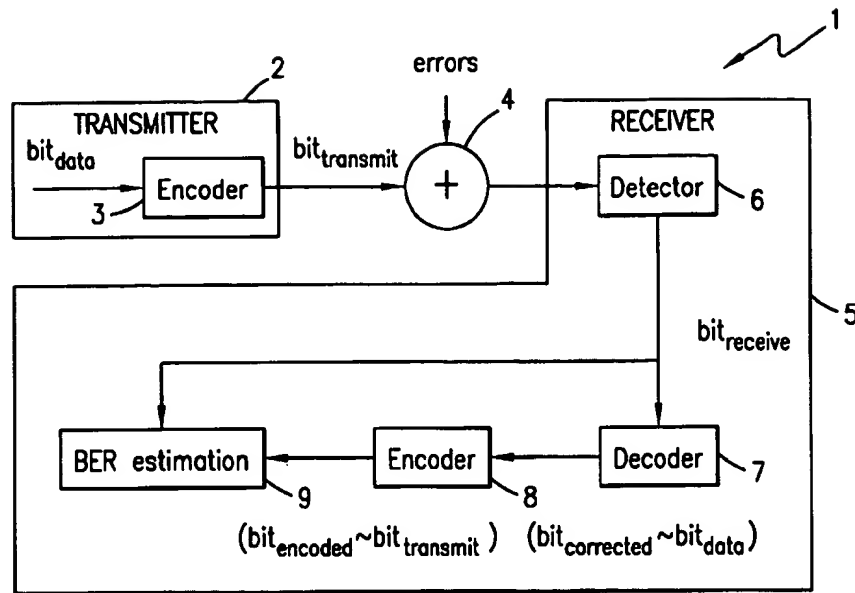 1
2
errors
4
TRANSMITTER
RECEIVER
bit_data
bit_transmit
Encoder
+
Detector
3
6
5
bit_receive
BER estimation
Encoder
Decoder
9
8
7
(bit_encoded~bit_transmit) (bit_corrected~bit_data)